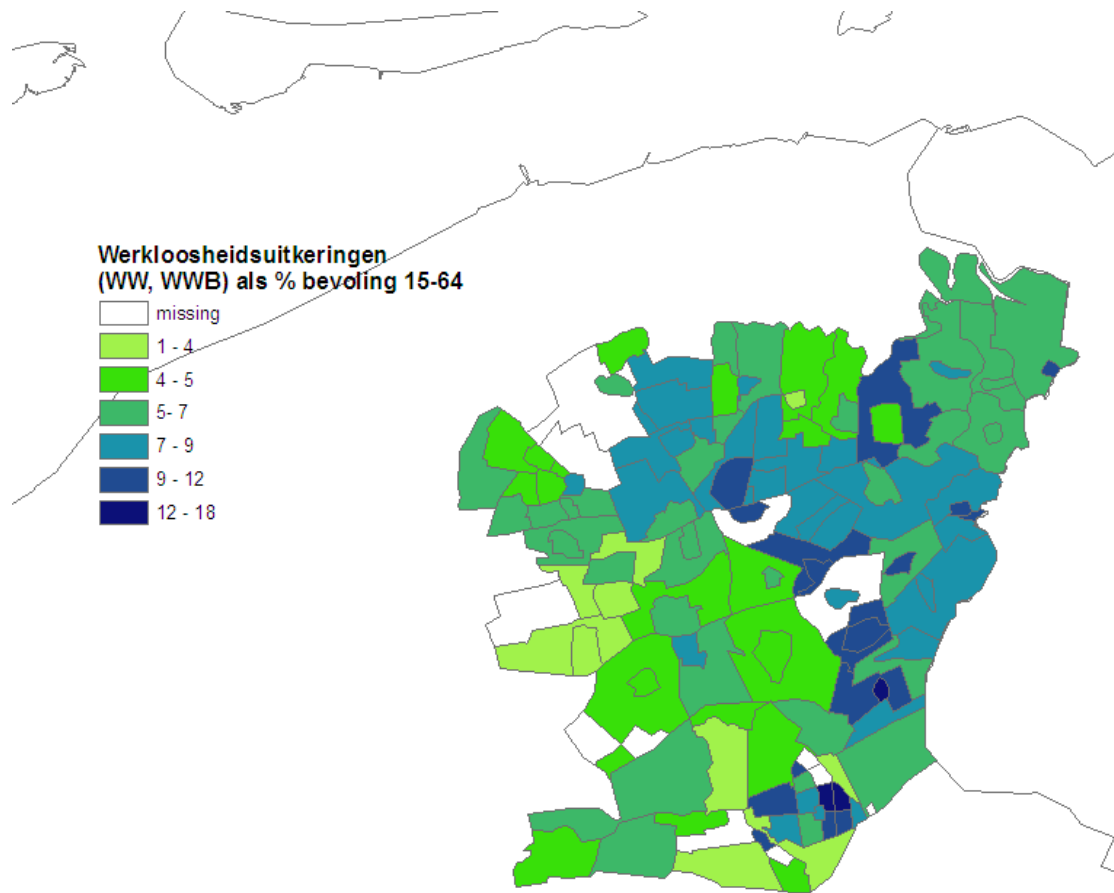 Werkloosheidsuitkeringen
(WW, WWB) als % bevoling 15-64
missing
1 - 4
4 - 5
5- 7
7 - 9
9 - 12
12 - 18